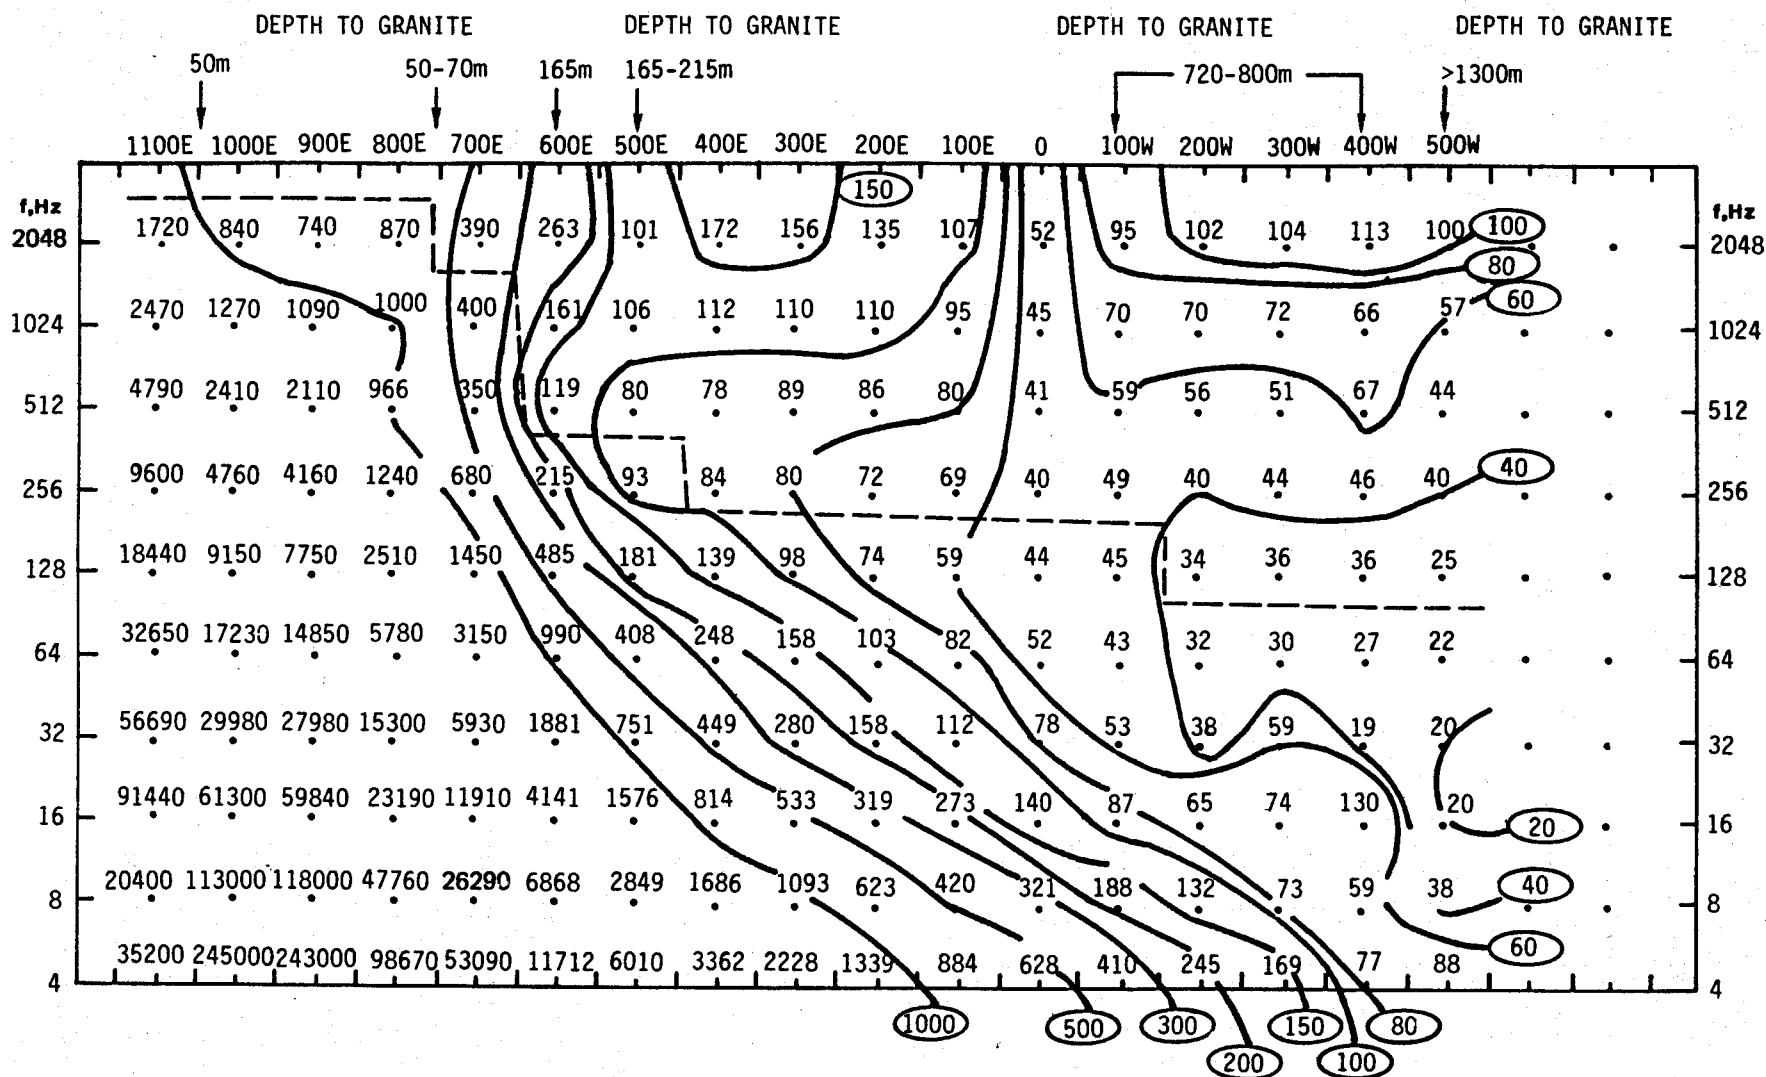 DEPTH TO GRANITE DEPTH TO GRANITE DEPTH TO GRANITE DEPTH TO GRANITE
50m 50-70m 165m 165-215m 720-800m >1300m
1100E 1000E 900E 800E 700E 600E 500E 400E 300E 200E 100E 0 100W 200W 300W 400W 500W
150
f,Hz f,Hz
2048 1720 840 740 870 390 263 101 172 156 135 107 52 95 102 104 113 100 100 2048
80
1024 2470 1270 1090 1000 400 161 106 112 110 110 95 45 70 70 72 66 57 60 1024
512 4790 2410 2110 966 350 119 80 78 89 86 80 41 59 56 51 67 44 512
256 9600 4760 4160 1240 680 215 93 84 80 72 69 40 49 40 44 46 40 40 256
128 18440 9150 7750 2510 1450 485 181 139 98 74 59 44 45 34 36 36 25 128
64 32650 17230 14850 5780 3150 990 408 248 158 103 82 52 43 32 30 27 22 64
32 56690 29980 27980 15300 5930 1881 751 449 280 158 112 78 53 38 59 19 20 32
16 91440 61300 59840 23190 11910 4141 1576 814 533 319 273 140 87 65 74 130 20 20 16
8 20400 113000 118000 47760 26290 6868 2849 1686 1093 623 420 321 188 132 73 59 38 40 8
60
4 35200 245000 243000 98670 53090 11712 6010 3362 2228 1339 884 628 410 245 169 77 88 4
1000 500 300 150 80
200 100